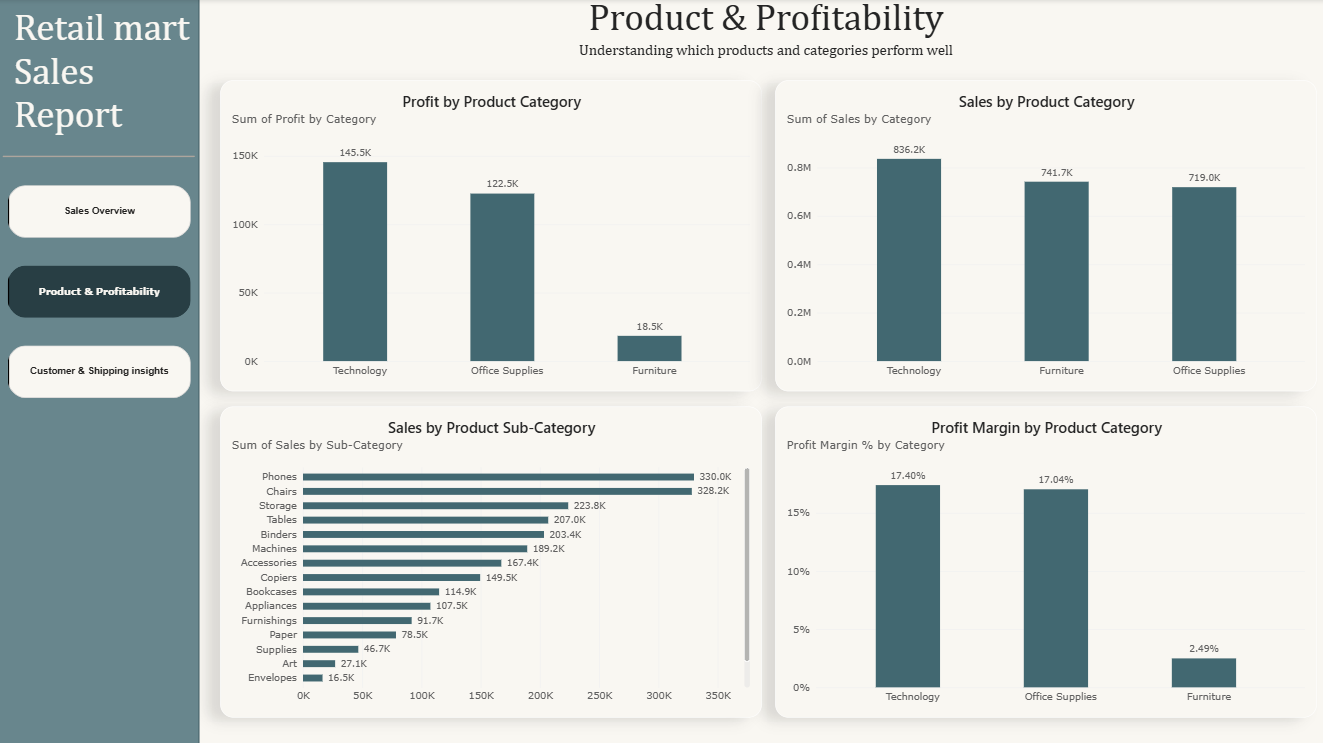 Retail mart
Sales
Report
Sales Overview
Product & Profitability
Customer & Shipping insights
Product & Profitability
Understanding which products and categories perform well
Profit by Product Category
Sum of Profit by Category
150K
100K
50K
0K
145.5K
122.5K
18.5K
Technology
Office Supplies
Furniture
Sales by Product Category
Sum of Sales by Category
0.8M
0.6M
0.4M
0.2M
0.0M
836.2K
741.7K
719.0K
Technology
Furniture
Office Supplies
Sales by Product Sub-Category
Sum of Sales by Sub-Category
Phones 330.0K
Chairs 328.2K
Storage 223.8K
Tables 207.0K
Binders 203.4K
Machines 189.2K
Accessories 167.4K
Copiers 149.5K
Bookcases 114.9K
Appliances 107.5K
Furnishings 91.7K
Paper 78.5K
Supplies 46.7K
Art 27.1K
Envelopes 16.5K
0K 50K 100K 150K 200K 250K 300K 350K
Profit Margin by Product Category
Profit Margin % by Category
15%
10%
5%
0%
17.40%
17.04%
2.49%
Technology
Office Supplies
Furniture